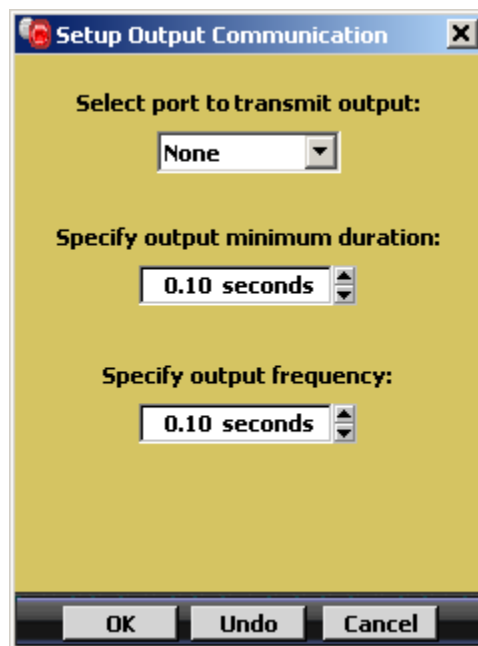 Setup Output Communication
Select port to transmit output:
None
Specify output minimum duration:
0.10 seconds
Specify output frequency:
0.10 seconds
OK Undo Cancel